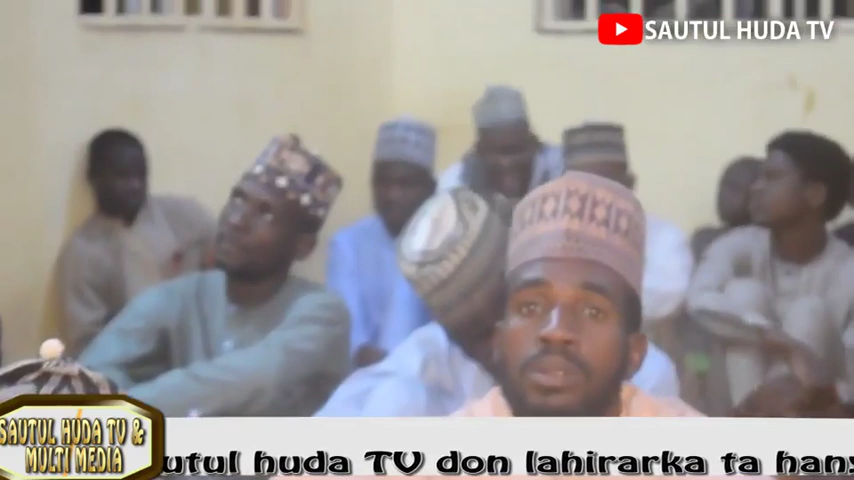 SAUTUL HUDA TV
SAUTUL HUDA TV &
MULTI MEDIA
utul huda TV don lahirarka ta han